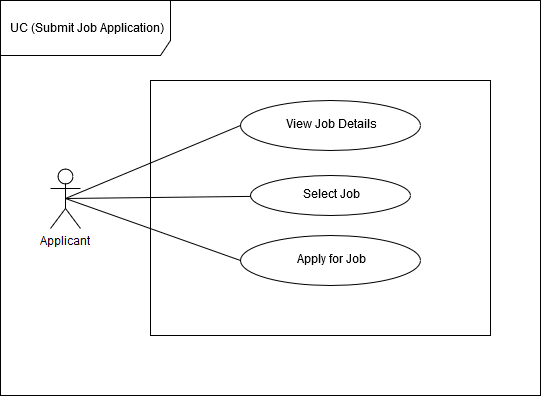 UC (Submit Job Application)
View Job Details
Select Job
Applicant
Apply for Job